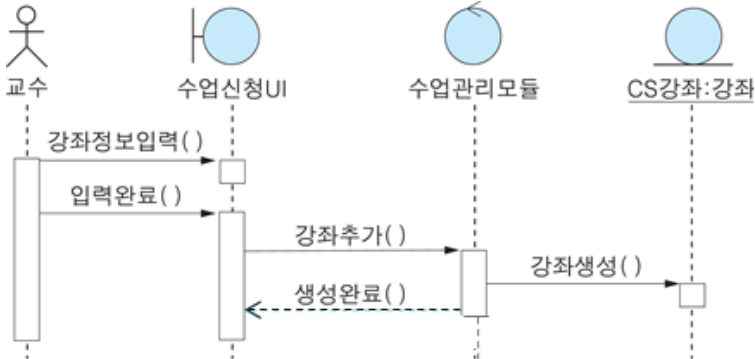 교수
수업신청UI
수업관리모듈
CS강좌:강좌
강좌정보입력( )
입력완료( )
강좌추가( )
강좌생성( )
생성완료( )